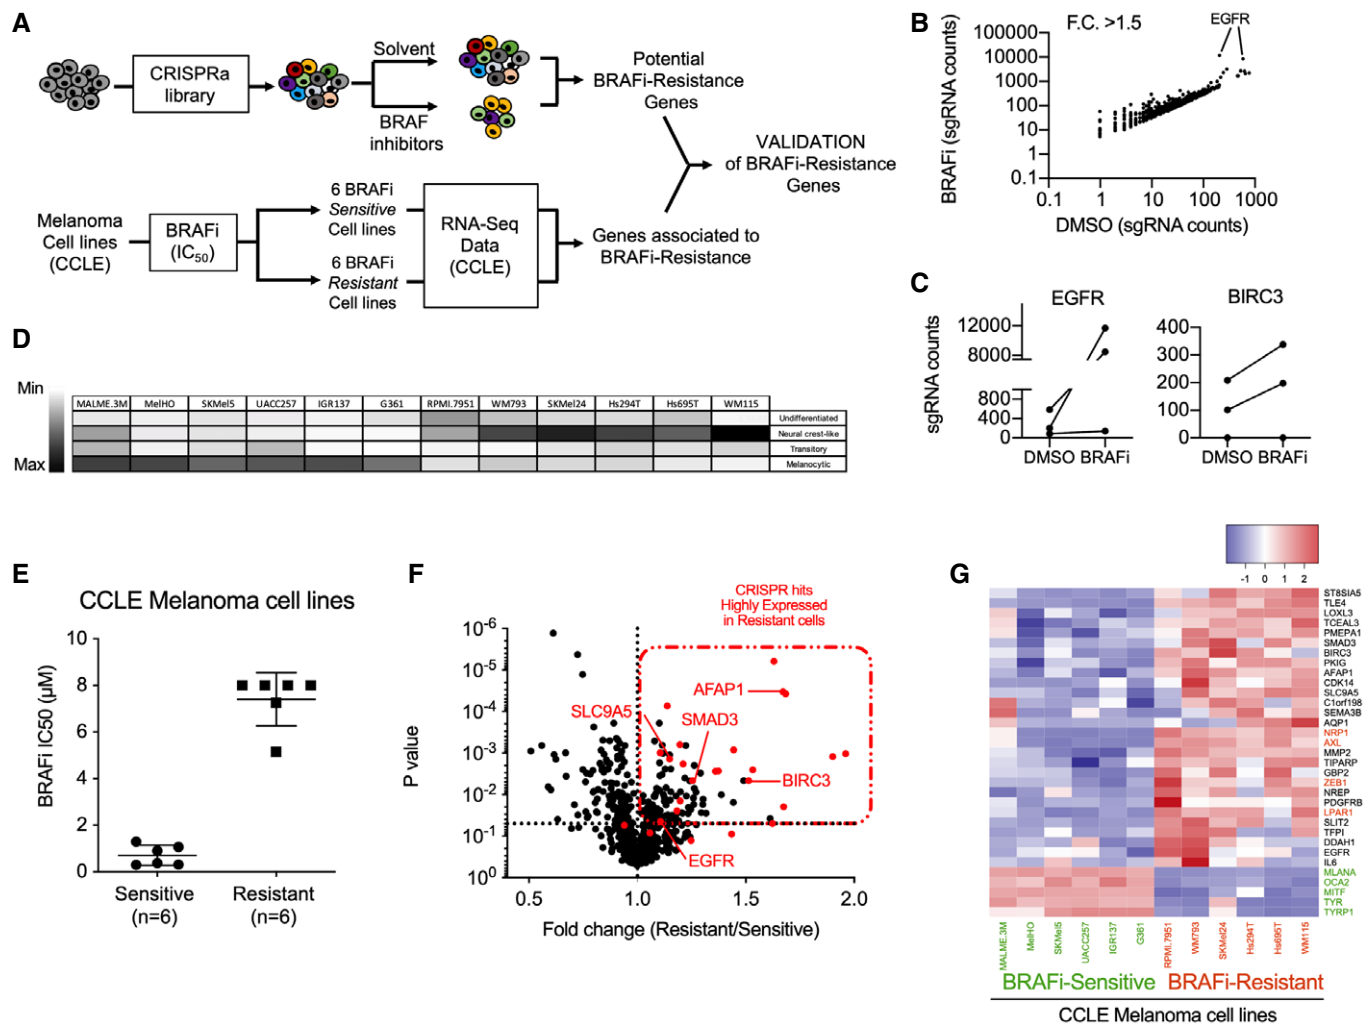 A
CRISPRa
library
Solvent
BRAF
inhibitors
Potential
BRAFi-Resistance
Genes
VALIDATION
of BRAFi-Resistance
Genes
Melanoma
Cell lines
(CCLE)
BRAFi
(IC50)
6 BRAFi
Sensitive
Cell lines
6 BRAFi
Resistant
Cell lines
RNA-Seq
Data
(CCLE)
Genes associated to
BRAFi-Resistance
B
F.C. >1.5
EGFR
BRAFi (sgRNA counts)
100000
10000
1000
100
10
1
0.1
0.1 1 10 100 1000
DMSO (sgRNA counts)
C
EGFR
BIRC3
sgRNA counts
12000
8000
800
400
0
DMSO BRAFi
400
300
200
100
0
DMSO BRAFi
D
Min
Max
MALME.3M MelHO SKMel5 UACC257 IGR137 G361 RPMI.7951 WM793 SKMel24 Hs294T Hs695T WM115
Undifferentiated
Neural crest-like
Transitory
Melanocytic
E
CCLE Melanoma cell lines
BRAFi IC50 (µM)
10
8
6
4
2
0
Sensitive
(n=6)
Resistant
(n=6)
F
CRISPR hits
Highly Expressed
in Resistant cells
P value
10-6
10-5
10-4
10-3
10-2
10-1
100
AFAP1
SLC9A5
SMAD3
BIRC3
EGFR
0.5 1.0 1.5 2.0
Fold change (Resistant/Sensitive)
G
-1 0 1 2
ST8SIA5
TLE4
LOXL3
TCEAL3
PMEPA1
SMAD3
BIRC3
PKIG
AFAP1
CDK14
SLC9A5
C1orf198
SEMA3B
AQP1
NRP1
AXL
MMP2
TIPARP
GBP2
ZEB1
NREP
PDGFRB
LPAR1
SLIT2
TFPI
DDAH1
EGFR
IL6
MLANA
OCA2
MITF
TYR
TYRP1
MALME.3M MelHO SKMel5 UACC257 IGR137 G361 RPMI.7951 WM793 SKMel24 Hs294T Hs695T WM115
BRAFi-Sensitive BRAFi-Resistant
CCLE Melanoma cell lines